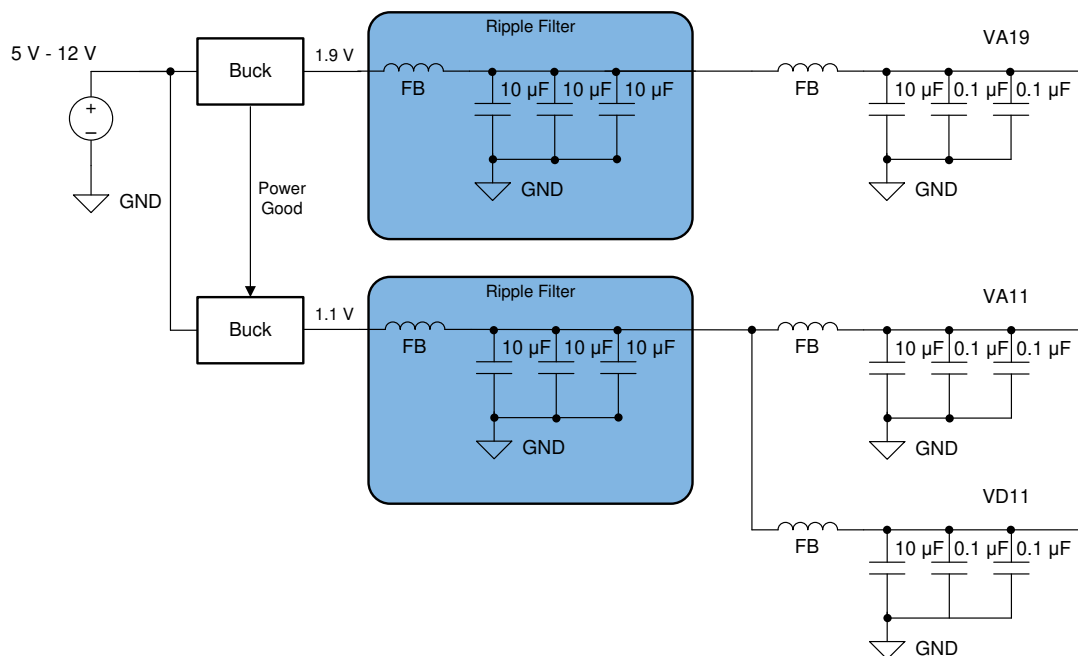 Ripple Filter
VA19
5 V - 12 V
1.9 V
Buck
FB
10 µF
10 µF
10 µF
FB
10 µF
0.1 µF
0.1 µF
+
−
GND
GND
GND
Power
Good
Ripple Filter
VA11
1.1 V
Buck
FB
10 µF
10 µF
10 µF
FB
10 µF
0.1 µF
0.1 µF
GND
GND
VD11
FB
10 µF
0.1 µF
0.1 µF
GND